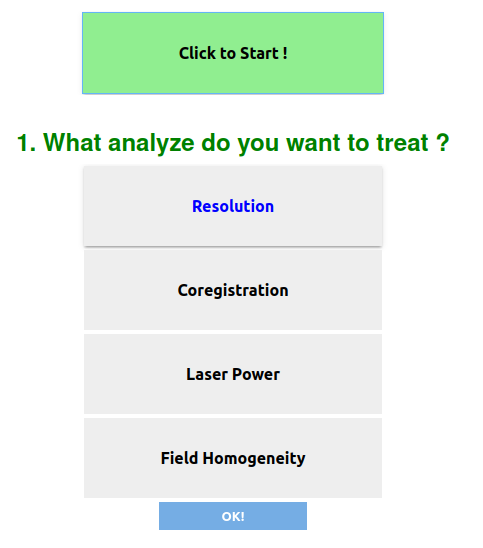 Click to Start !
1. What analyze do you want to treat ?
Resolution
Coregistration
Laser Power
Field Homogeneity
OK!